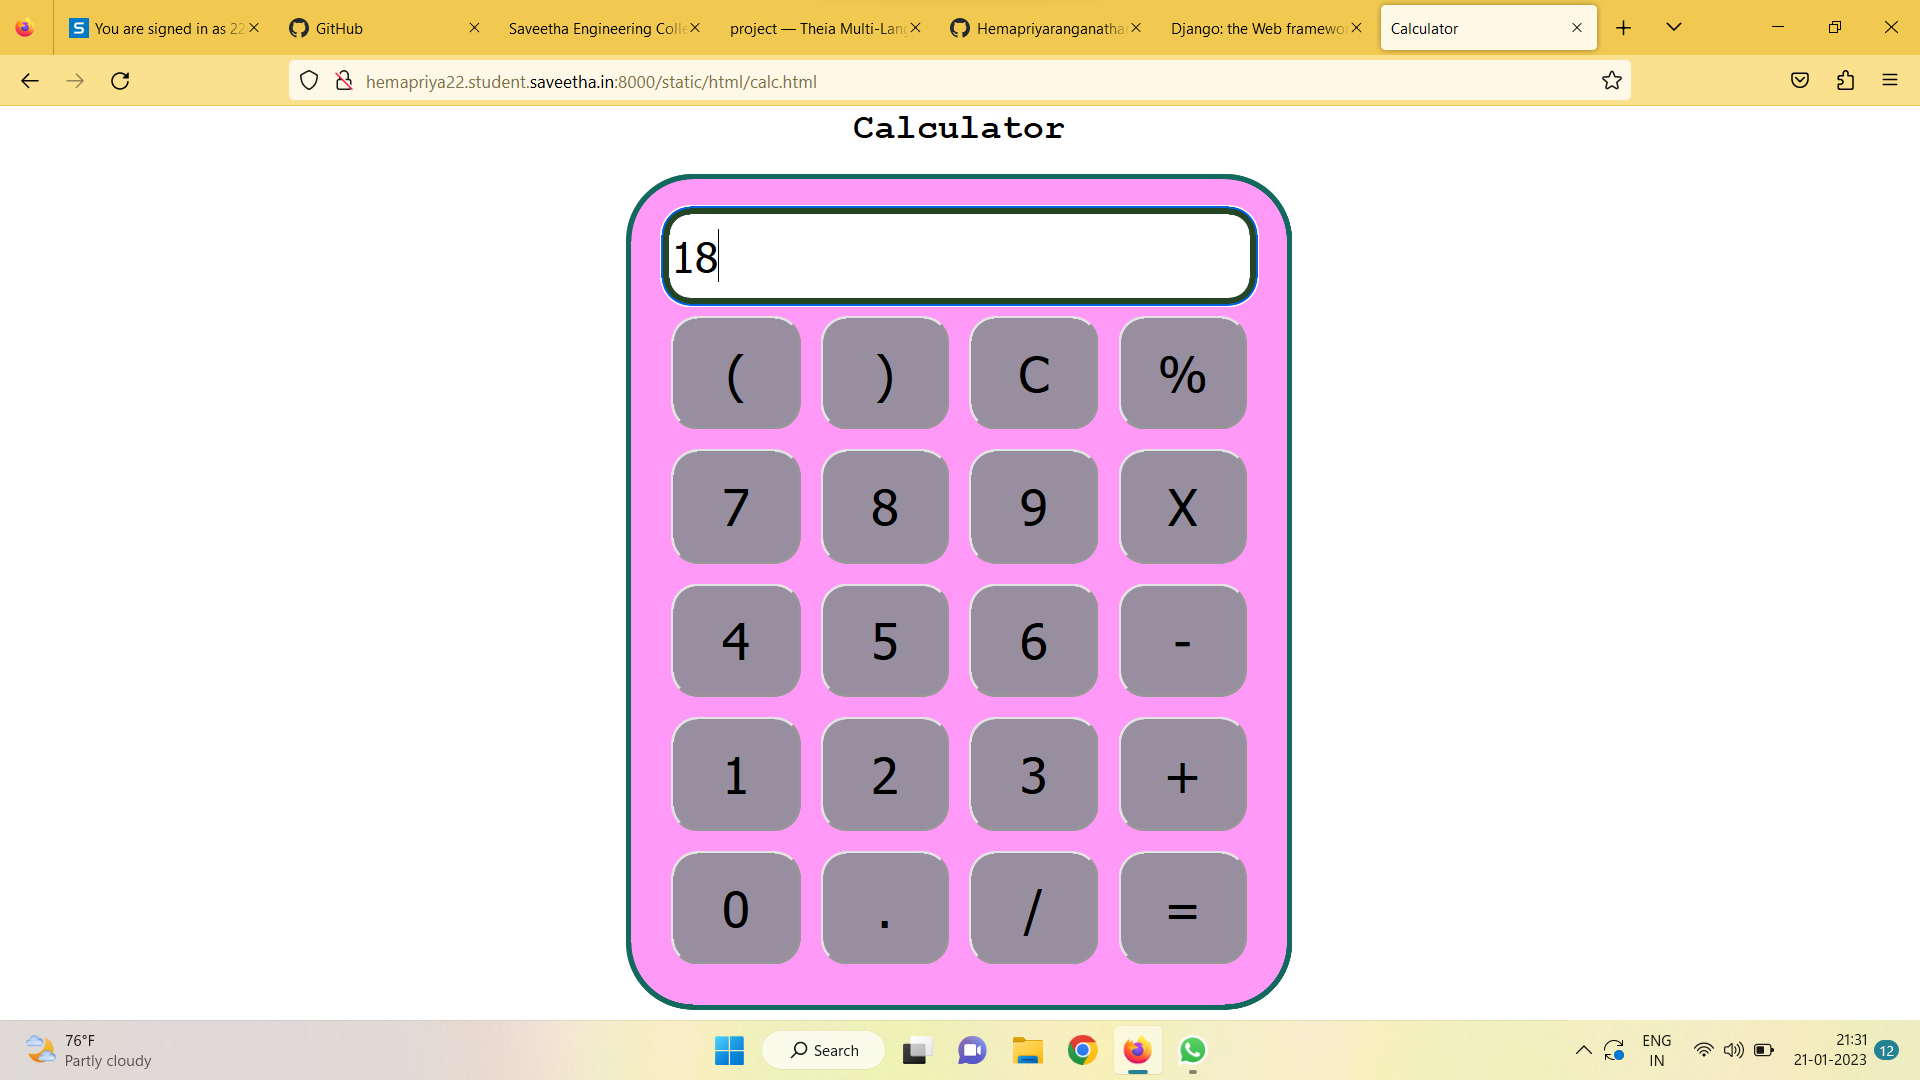 You are signed in as 22
GitHub
Saveetha Engineering Colle
project — Theia Multi-Lang
Hemapriyaranganatha
Django: the Web framewor
Calculator
hemapriya22.student.saveetha.in:8000/static/html/calc.html
Calculator
18
( ) C %
7 8 9 X
4 5 6 -
1 2 3 +
0 . / =
76°F
Partly cloudy
Search
ENG
IN
21:31
21-01-2023
12